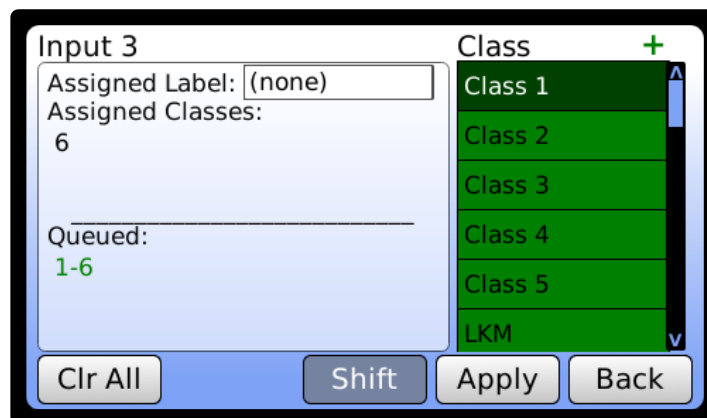 Input 3
Assigned Label: (none)
Assigned Classes:
6
Queued:
1-6
Class +
Class 1
Class 2
Class 3
Class 4
Class 5
LKM
Clr All
Shift
Apply
Back